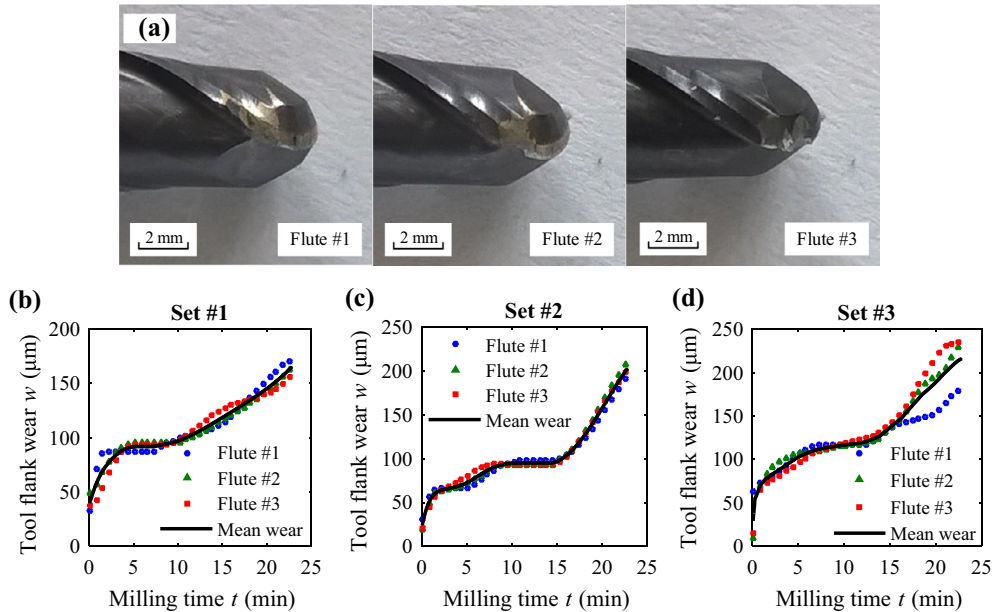 (a)
2 mm
Flute #1
2 mm
Flute #2
2 mm
Flute #3
(b)
Set #1
Tool flank wear w (μm)
200
150
100
50
0
Flute #1
Flute #2
Flute #3
Mean wear
0 5 10 15 20 25
Milling time t (min)
(c)
Set #2
Tool flank wear w (μm)
250
200
150
100
50
0
Flute #1
Flute #2
Flute #3
Mean wear
0 5 10 15 20 25
Milling time t (min)
(d)
Set #3
Tool flank wear w (μm)
250
200
150
100
50
0
Flute #1
Flute #2
Flute #3
Mean wear
0 5 10 15 20 25
Milling time t (min)